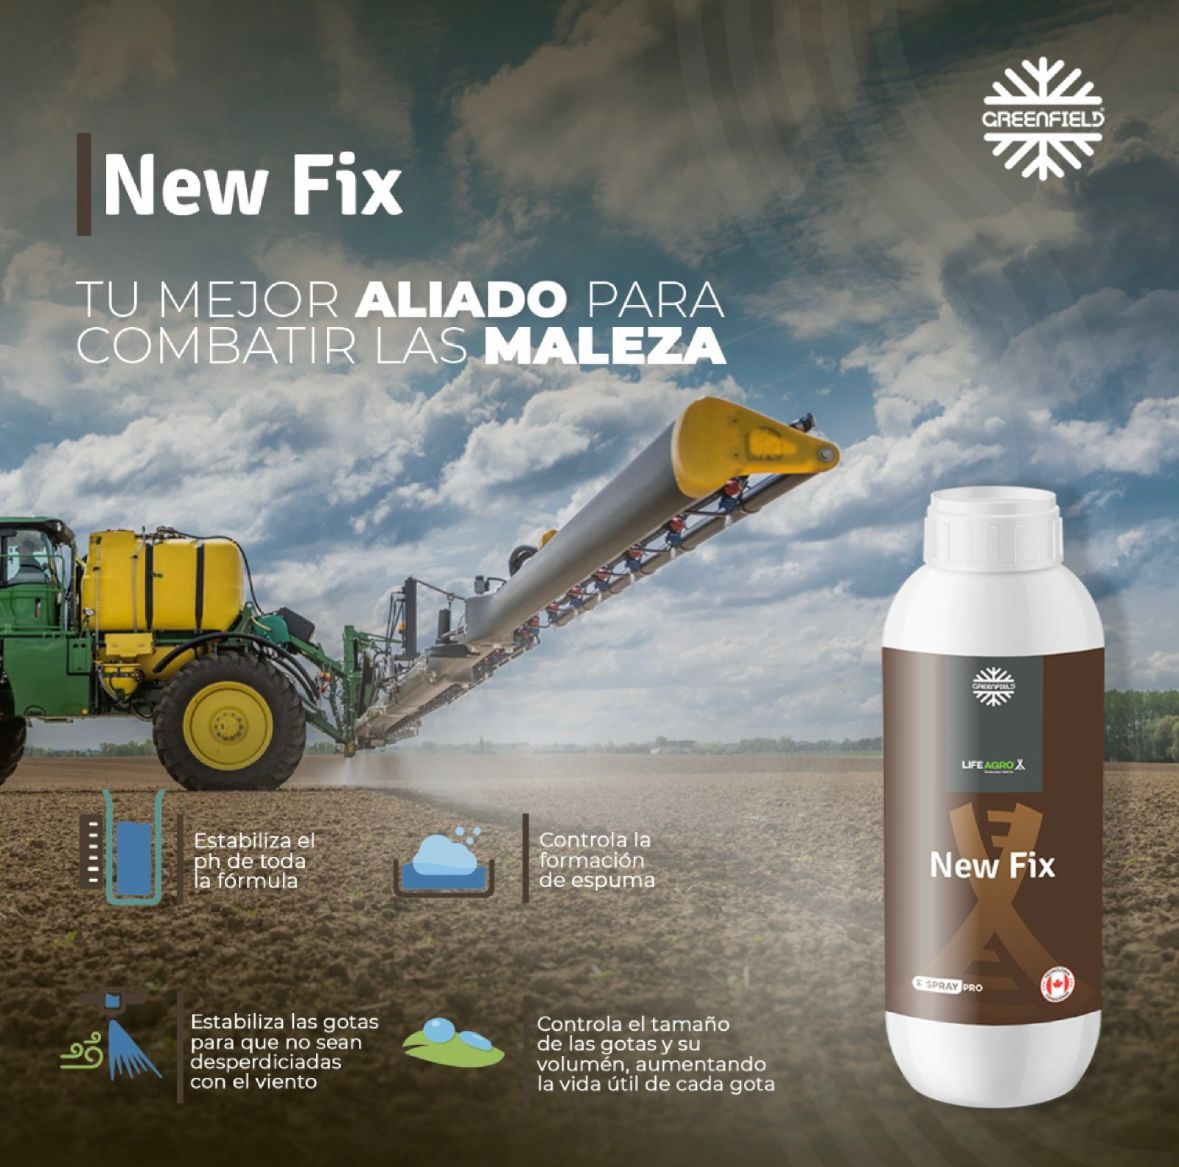 GREENFIELD
New Fix
TU MEJOR ALIADO PARA
COMBATIR LAS MALEZA
GREENFIELD
LIFE AGRO
New Fix
SPRAY PRO
Estabiliza el
ph de toda
la fórmula
Controla la
formación
de espuma
Estabiliza las gotas
para que no sean
desperdiciadas
con el viento
Controla el tamaño
de las gotas y su
volumén, aumentando
la vida útil de cada gota